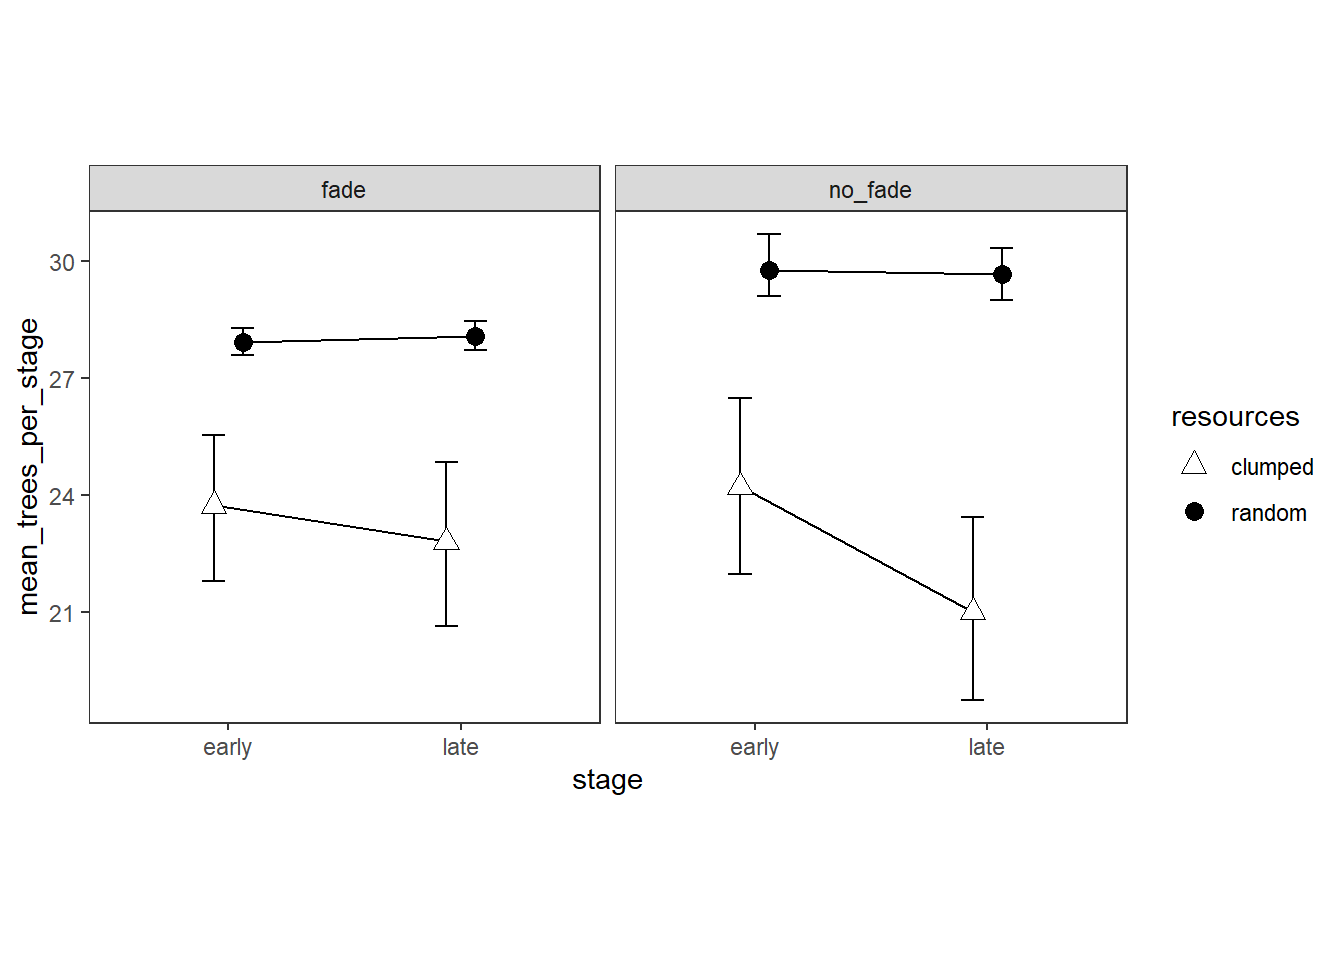 fade
no_fade
30
27
24
21
mean_trees_per_stage
early
late
early
late
stage
resources
clumped
random